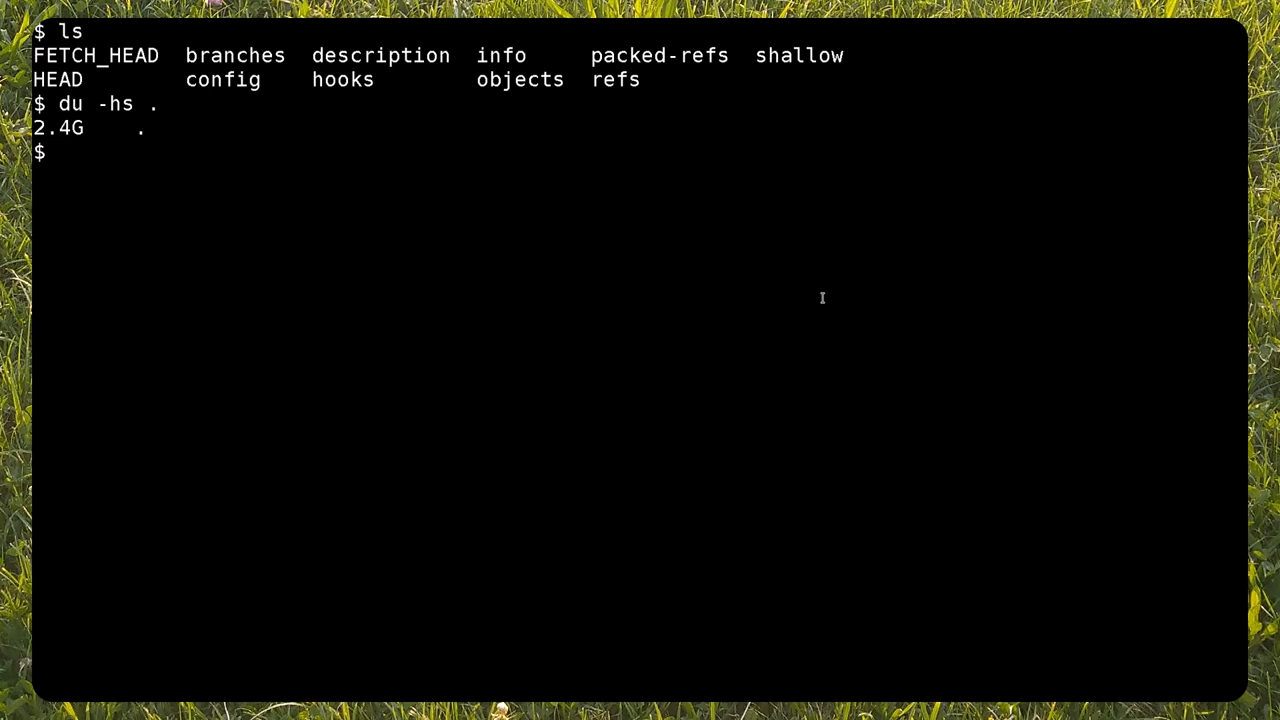 $ ls
FETCH_HEAD  branches  description  info     packed-refs  shallow
HEAD        config    hooks        objects  refs
$ du -hs .
2.4G    .
$